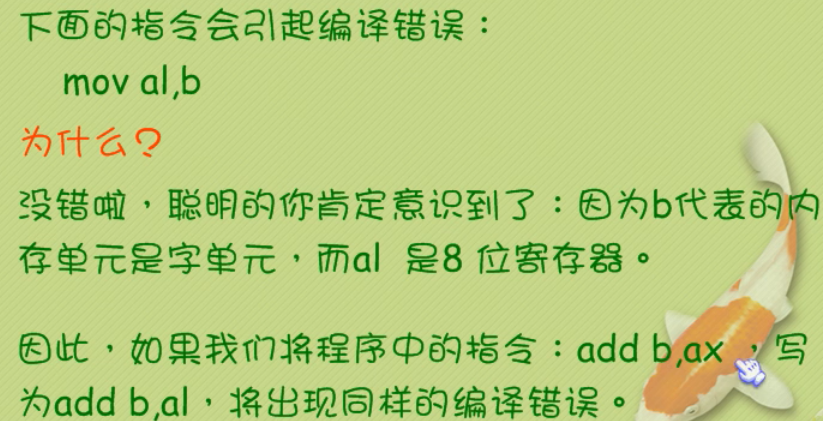 下面的指令会引起编译错误：
mov al,b
为什么？
没错啦，聪明的你肯定意识到了：因为b代表的内
存单元是字单元，而al 是8 位寄存器。
因此，如果我们将程序中的指令：add b,ax ，写
为add b,al，将出现同样的编译错误。